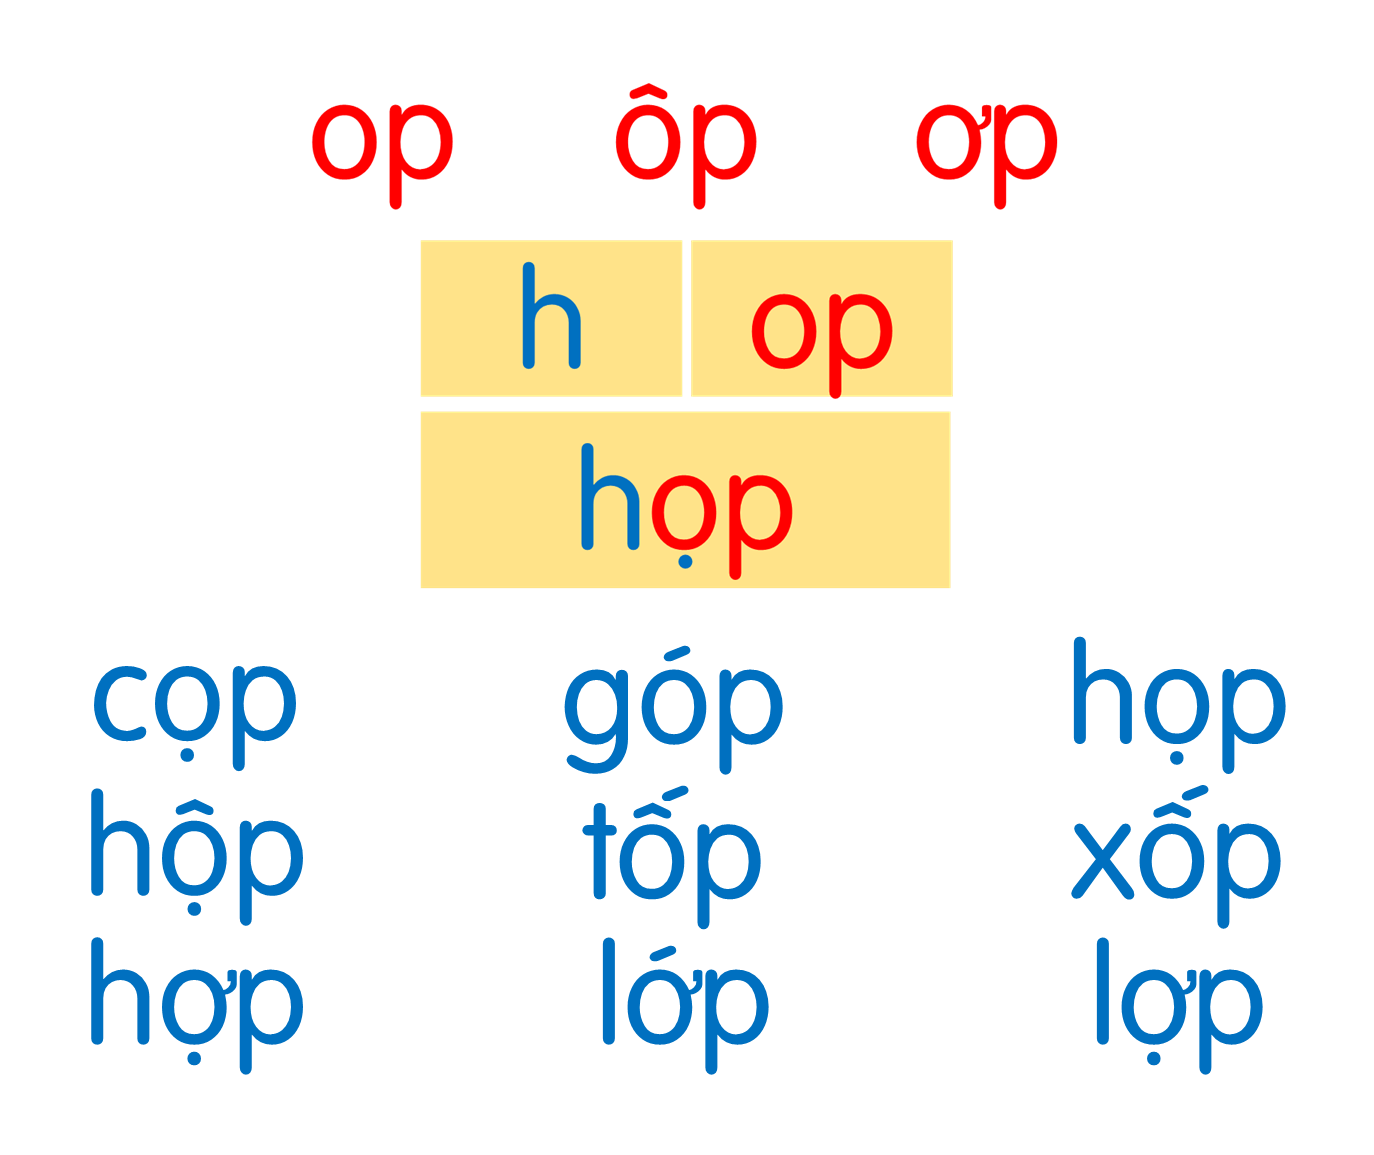 op ôp ơp
h op
họp
cọp góp họp
hộp tốp xốp
hợp lớp lợp